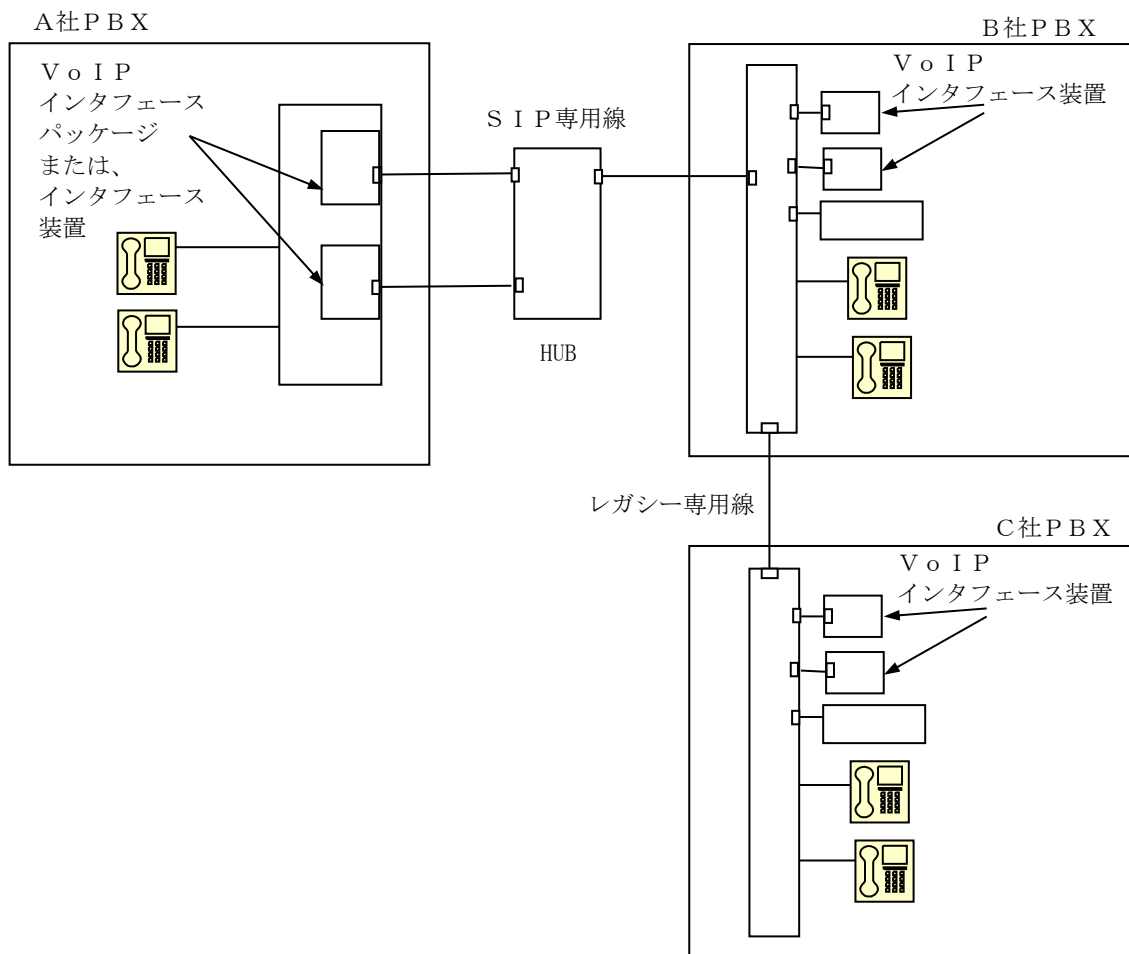 A社PBX
VoIP
インタフェース
パッケージ
または、
インタフェース
装置
SIP専用線
HUB
B社PBX
VoIP
インタフェース装置
レガシー専用線
C社PBX
VoIP
インタフェース装置